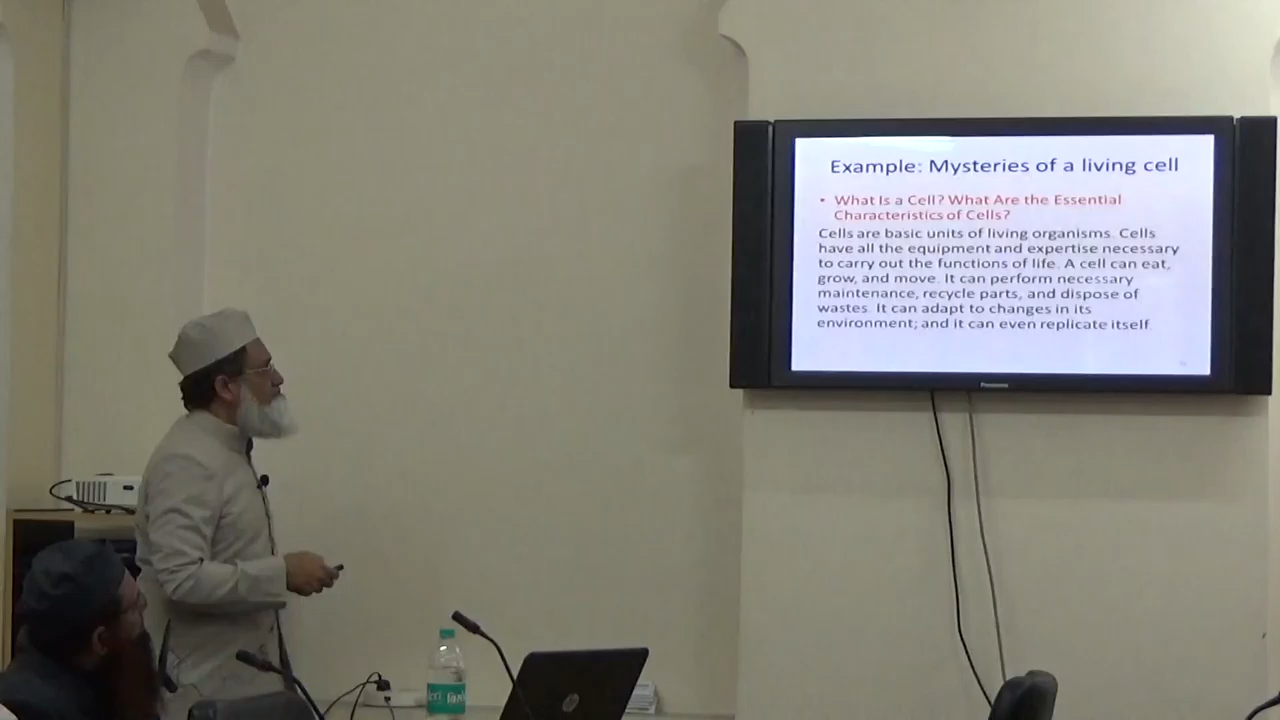 Example: Mysteries of a living cell
• What Is a Cell? What Are the Essential
Characteristics of Cells?
Cells are basic units of living organisms. Cells
have all the equipment and expertise necessary
to carry out the functions of life. A cell can eat,
grow, and move. It can perform necessary
maintenance, recycle parts, and dispose of
wastes. It can adapt to changes in its
environment; and it can even replicate itself
Panasonic
hp